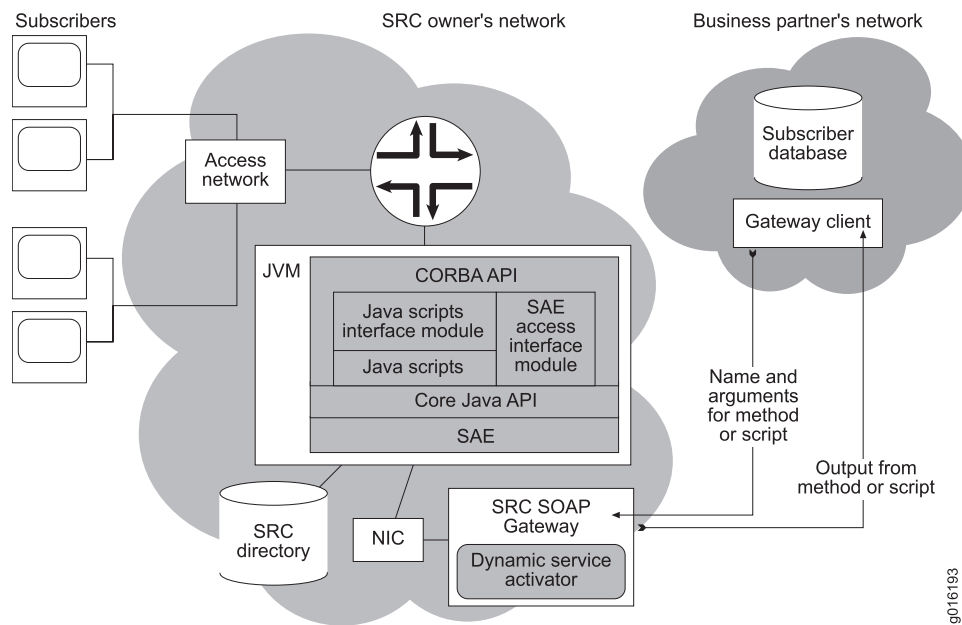 Subscribers
SRC owner's network
Business partner's network
Subscriber
database
Access
network
Gateway client
JVM
CORBA API
Java scripts
interface module
SAE
access
interface
module
Java scripts
Core Java API
SAE
Name and
arguments
for method
or script
Output from
method or script
SRC
directory
NIC
SRC SOAP
Gateway
Dynamic service
activator
g016193